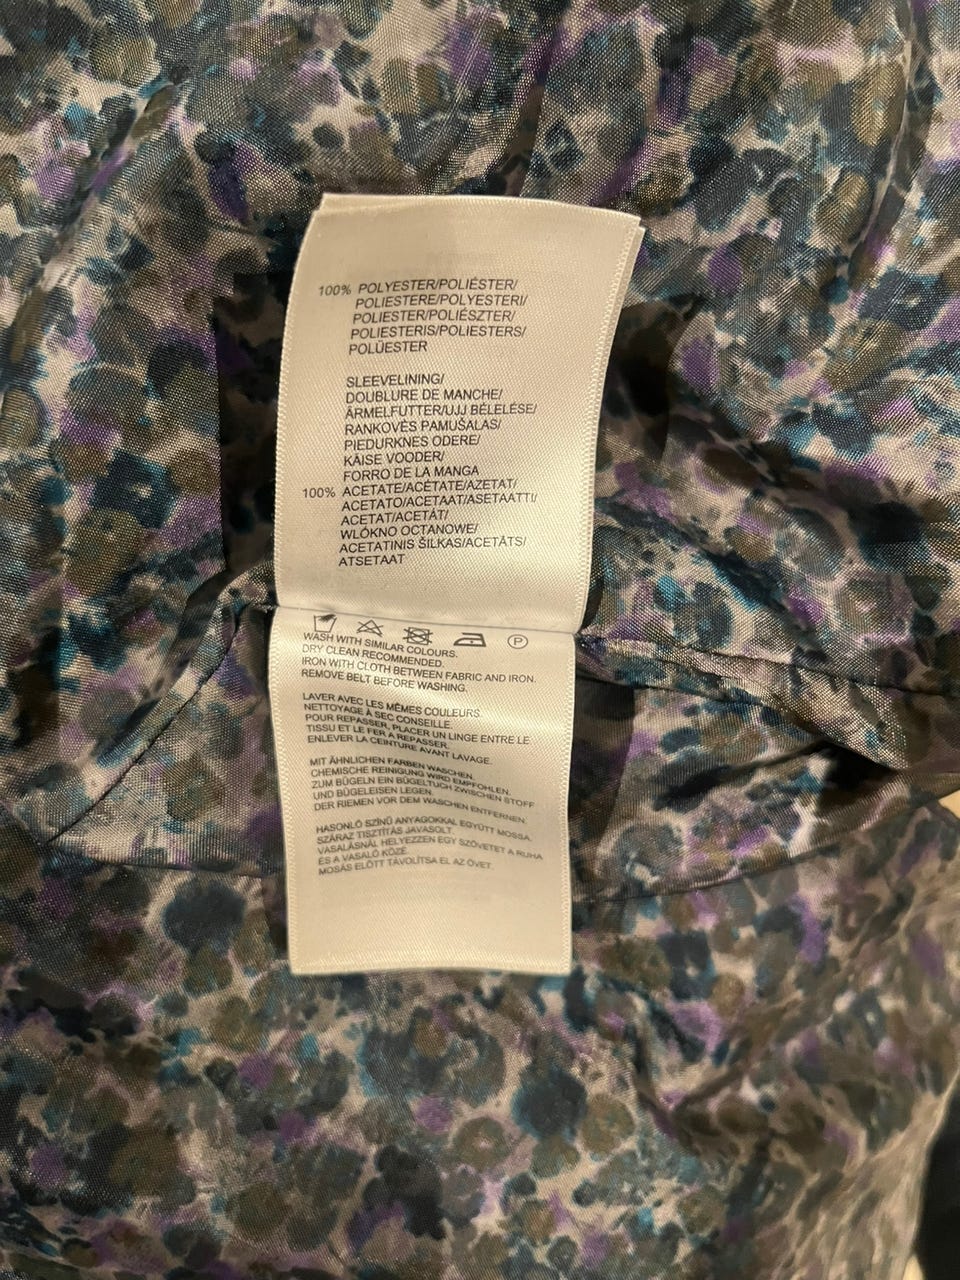 100% POLYESTER/POLIÉSTER/
POLIESTERE/POLYESTERI/
POLIESTER/POLIÉSZTER/
POLIESTERIS/POLIESTERS/
POLÜESTER
SLEEVELINING/
DOUBLURE DE MANCHE/
ÄRMELFUTTER/UJJ BÉLELÉSE/
RANKOVĖS PAMUŠALAS/
PIEDURKNES ODERE/
KÄISE VOODER/
FORRO DE LA MANGA
100% ACETATE/ACÉTATE/AZETAT/
ACETATO/ACETAAT/ASETAATTI/
ACETAT/ACETÁT/
WLÓKNO OCTANOWE/
ACETATINIS ŠILKAS/ACETĀTS/
ATSETAAT
P
WASH WITH SIMILAR COLOURS.
DRY CLEAN RECOMMENDED.
IRON WITH CLOTH BETWEEN FABRIC AND IRON.
REMOVE BELT BEFORE WASHING.
LAVER AVEC LES MÊMES COULEURS.
NETTOYAGE À SEC CONSEILLE.
POUR REPASSER, PLACER UN LINGE ENTRE LE
TISSU ET LE FER A REPASSER.
ENLEVER LA CEINTURE AVANT LAVAGE.
MIT ÄHNLICHEN FARBEN WASCHEN.
CHEMISCHE REINIGUNG WIRD EMPFOHLEN.
ZUM BÜGELN EIN BÜGELTUCH ZWISCHEN STOFF
UND BÜGELEISEN LEGEN.
DER RIEMEN VOR DEM WASCHEN ENTFERNEN.
HASONLÓ SZÍNŰ ANYAGOKKAL EGYÜTT MOSSA.
SZÁRAZ TISZTÍTÁS JAVASOLT.
VASALÁSNÁL HELYEZZEN EGY SZÖVETET A RUHA
ÉS A VASALÓ KÖZÉ.
MOSÁS ELŐTT TÁVOLÍTSA EL AZ ÖVET.